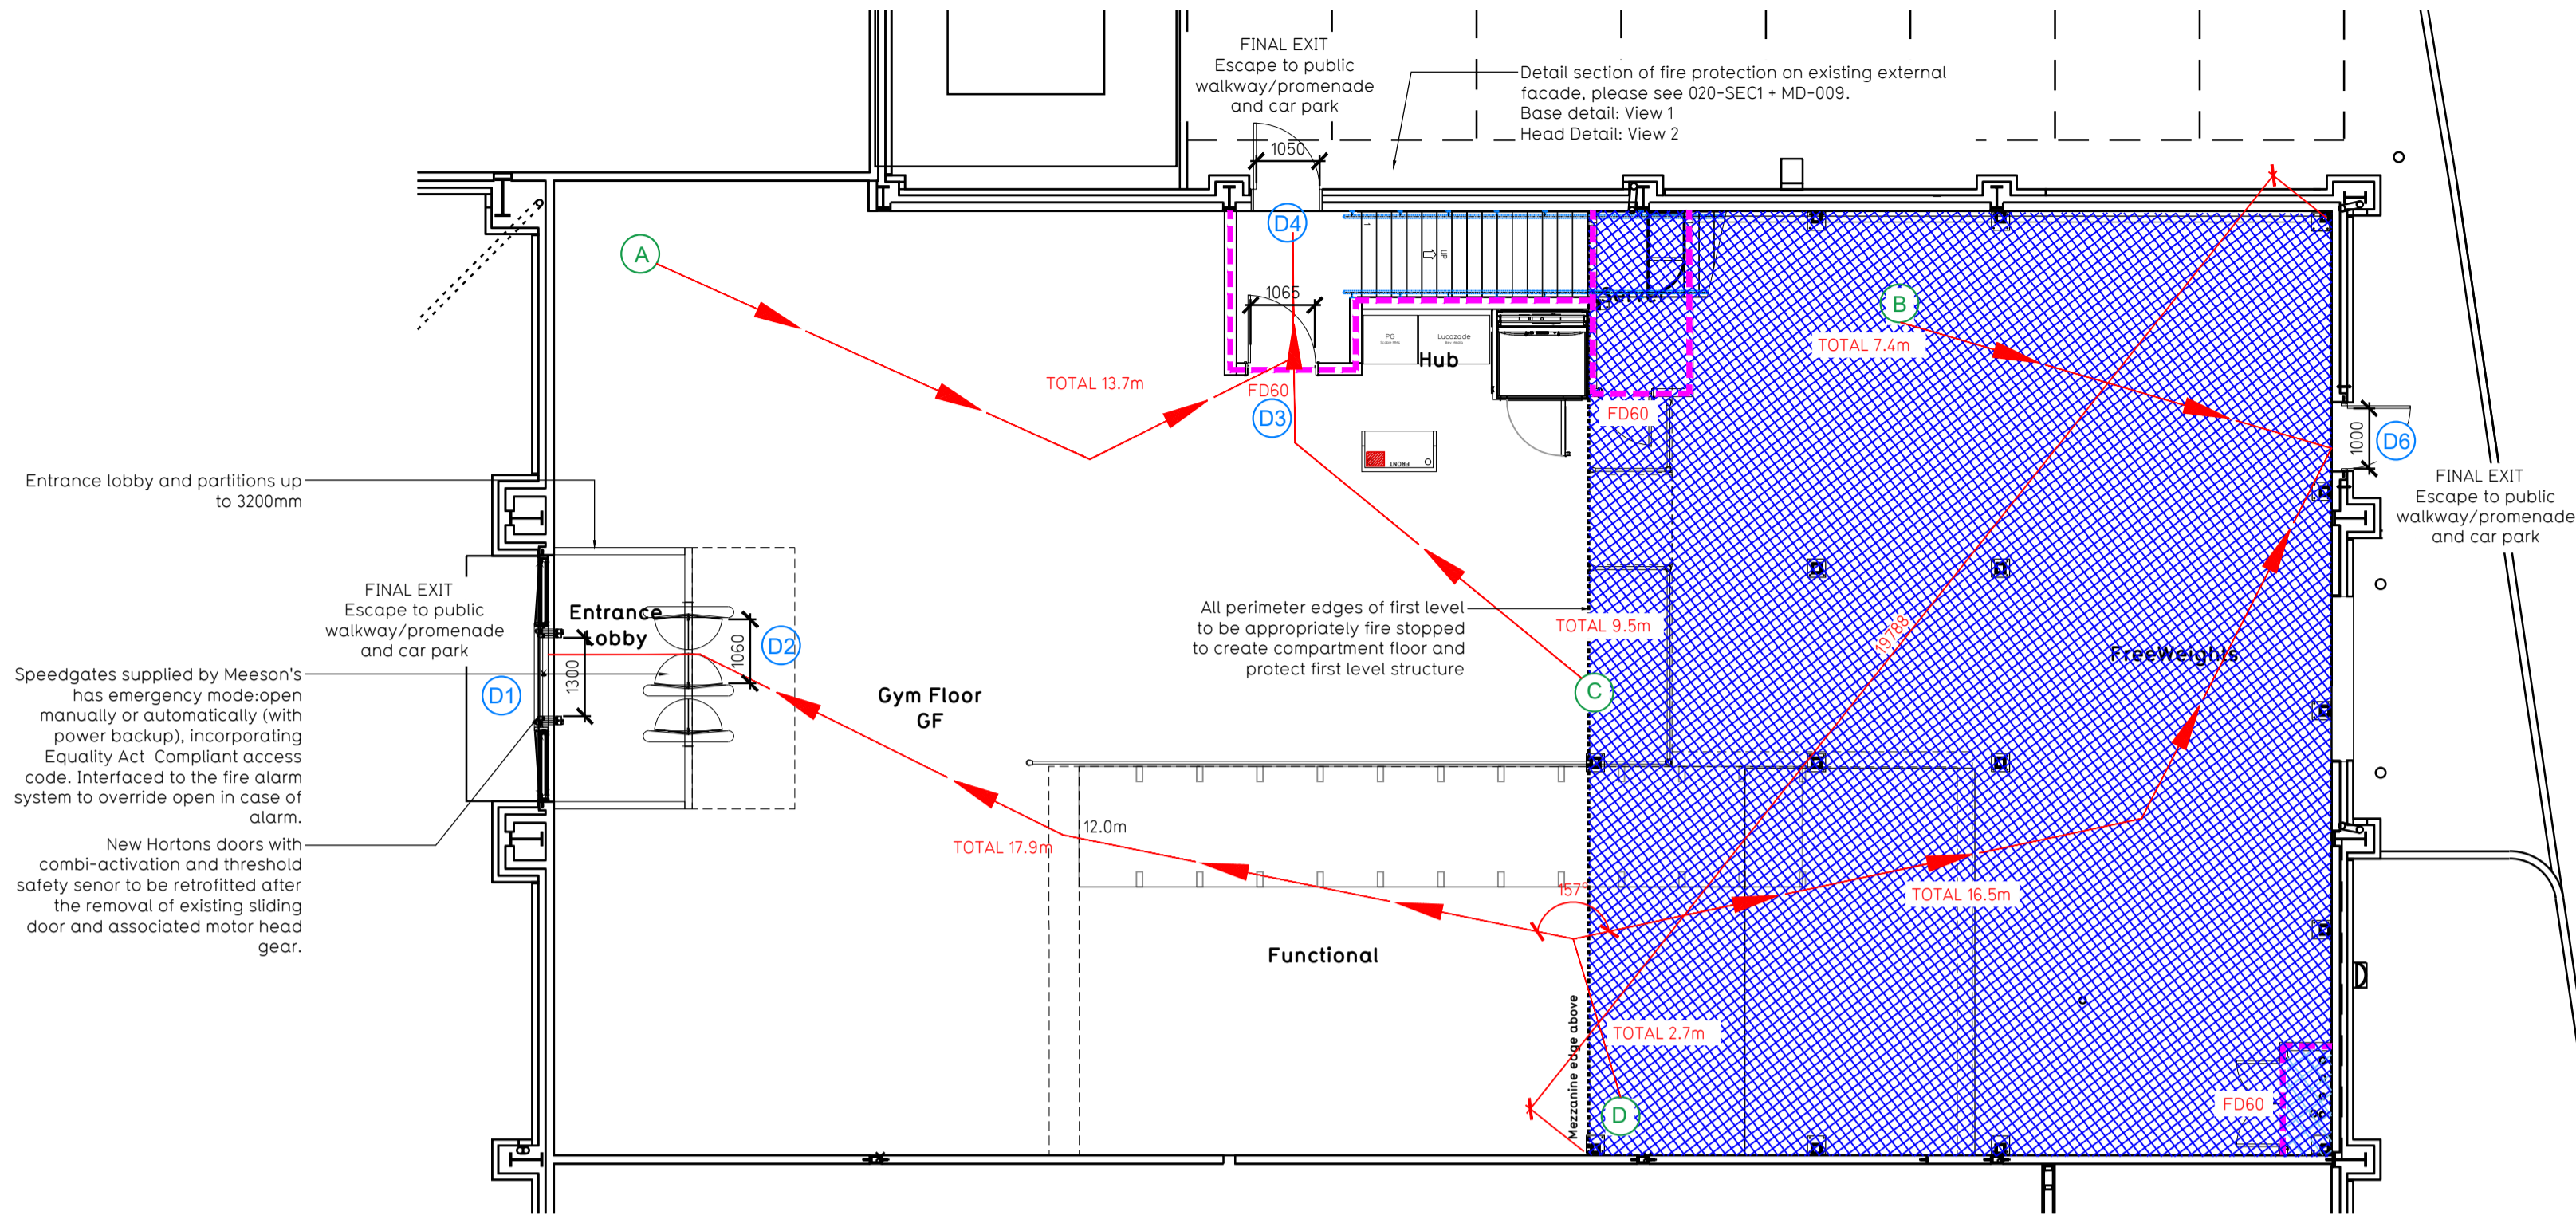 FINAL EXIT
Escape to public
walkway/promenade
and car park
Detail section of fire protection on existing external
facade, please see 020-SEC1 + MD-009.
Base detail: View 1
Head Detail: View 2
1050
D4
A
1
UP
1065
Server
B
TOTAL 7.4m
PG
Lucozade
Hub
TOTAL 13.7m
FD60
D3
FD60
FRONT
1000
D6
FINAL EXIT
Escape to public
walkway/promenade
and car park
Entrance lobby and partitions up
to 3200mm
FINAL EXIT
Escape to public
walkway/promenade
and car park
Entrance
Lobby
1060
D2
1300
D1
Speedgates supplied by Meeson's
has emergency mode:open
manually or automatically (with
power backup), incorporating
Equality Act Compliant access
code. Interfaced to the fire alarm
system to override open in case of
alarm.
New Hortons doors with
combi-activation and threshold
safety senor to be retrofitted after
the removal of existing sliding
door and associated motor head
gear.
Gym Floor
GF
All perimeter edges of first level
to be appropriately fire stopped
to create compartment floor and
protect first level structure
TOTAL 9.5m
C
19788
FreeWeights
12.0m
TOTAL 17.9m
157°
TOTAL 16.5m
Functional
Mezzanine edge above
TOTAL 2.7m
D
FD60